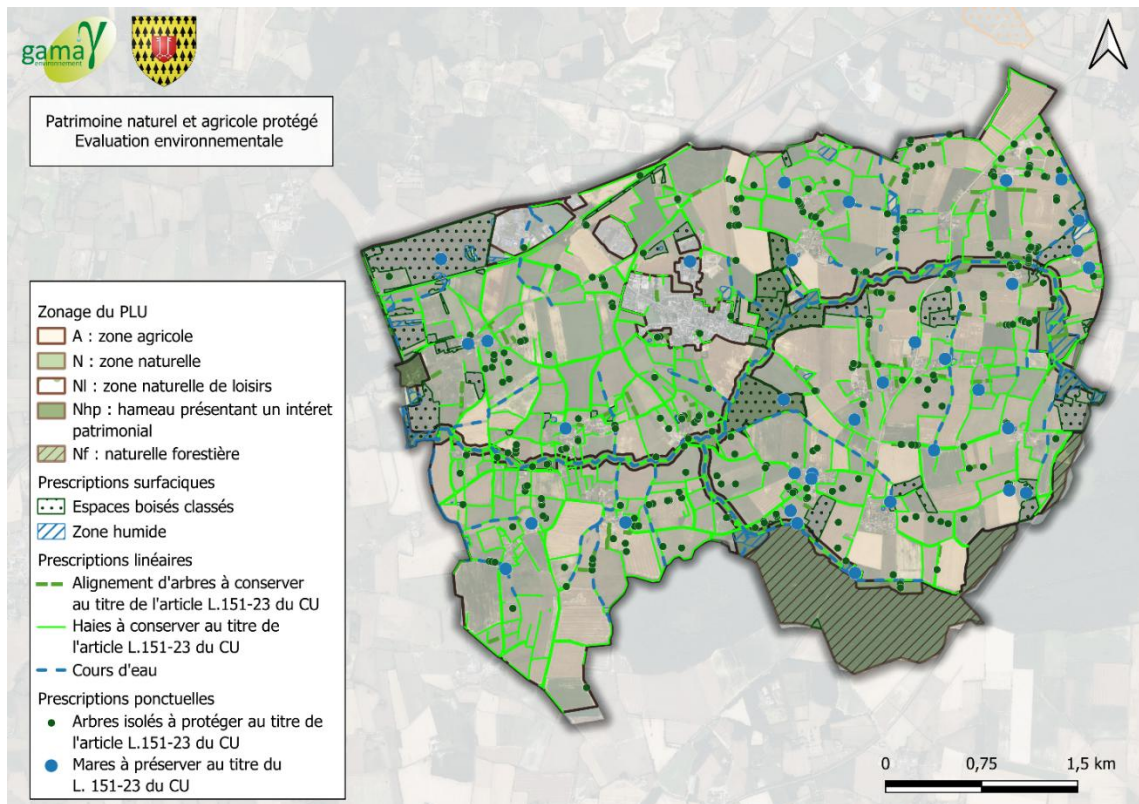 gama
environnement
Patrimoine naturel et agricole protégé
Evaluation environnementale
Zonage du PLU
A : zone agricole
N : zone naturelle
Nl : zone naturelle de loisirs
Nhp : hameau présentant un intéret
patrimonial
Nf : naturelle forestière
Prescriptions surfaciques
Espaces boisés classés
Zone humide
Prescriptions linéaires
Alignement d'arbres à conserver
au titre de l'article L.151-23 du CU
Haies à conserver au titre de
l'article L.151-23 du CU
Cours d'eau
Prescriptions ponctuelles
Arbres isolés à protéger au titre de
l'article L.151-23 du CU
Mares à préserver au titre du
L. 151-23 du CU
0 0,75 1,5 km